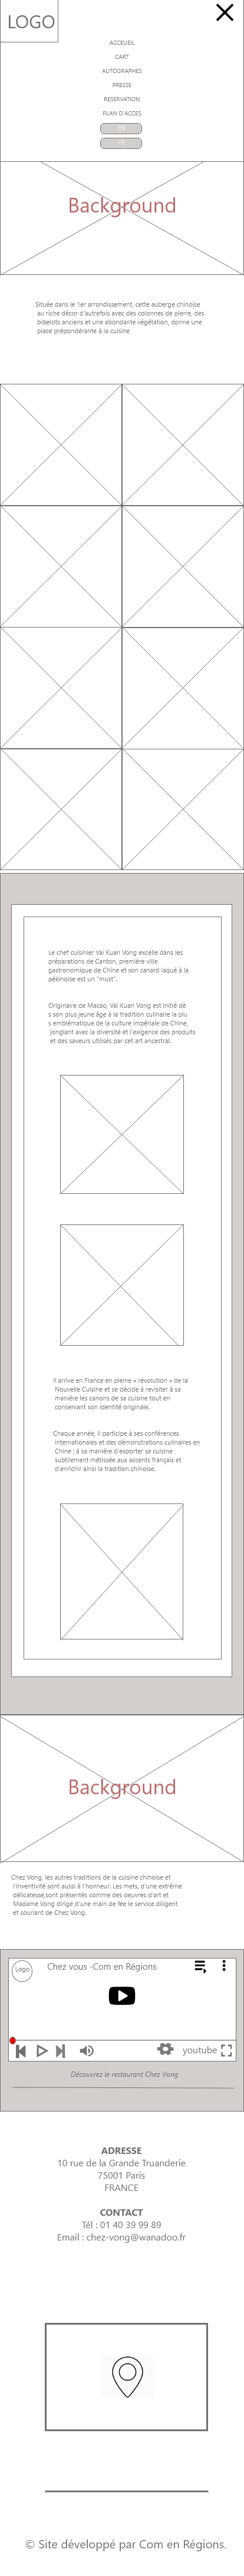 LOGO
ACCEUEIL
CART
AUTOGRAPHES
PRESSE
RESERVATION
PLAN D'ACCES
EN
FR
Background
Située dans le 1er arrondissement, cette auberge chinoise
au riche décor d'autrefois avec des colonnes de pierre, des
bibelots anciens et une abondante végétation, donne une
place prépondérante à la cuisine
Le chef cuisinier Vai Kuan Vong excelle dans les
préparations de Canton, première ville
gastronomique de Chine et son canard laqué à la
pékinoise est un "must".
Originaire de Macao, Vai Kuan Vong est initié dè
s son plus jeune âge à la tradition culinaire la plu
s emblématique de la culture impériale de Chine,
jonglant avec la diversité et l'exigence des produits
et des saveurs utilisés par cet art ancestral.
Il arrive en France en pleine « révolution » de la
Nouvelle Cuisine et se décide à revisiter à sa
manière les canons de sa cuisine tout en
conservant son identité originale.
Chaque année, il participe à ses conférences
internationales et des démonstrations culinaires en
Chine ; à sa manière d'exporter sa cuisine
subtilement métissée aux accents français et
d'enrichir ainsi la tradition chinoise.
Background
Chez Vong, les autres traditions de la cuisine chinoise et
l'inventivité sont aussi à l'honneur. Les mets, d'une extrême
délicatesse,sont présentés comme des oeuvres d'art et
Madame Vong dirige d'une main de fée le service diligent
et souriant de Chez Vong.
Logo
Chez vous -Com en Régions
youtube
Découvrez le restaurant Chez Vong
ADRESSE
10 rue de la Grande Truanderie
75001 Paris
FRANCE
CONTACT
Tél : 01 40 39 99 89
Email : chez-vong@wanadoo.fr
© Site développé par Com en Régions.